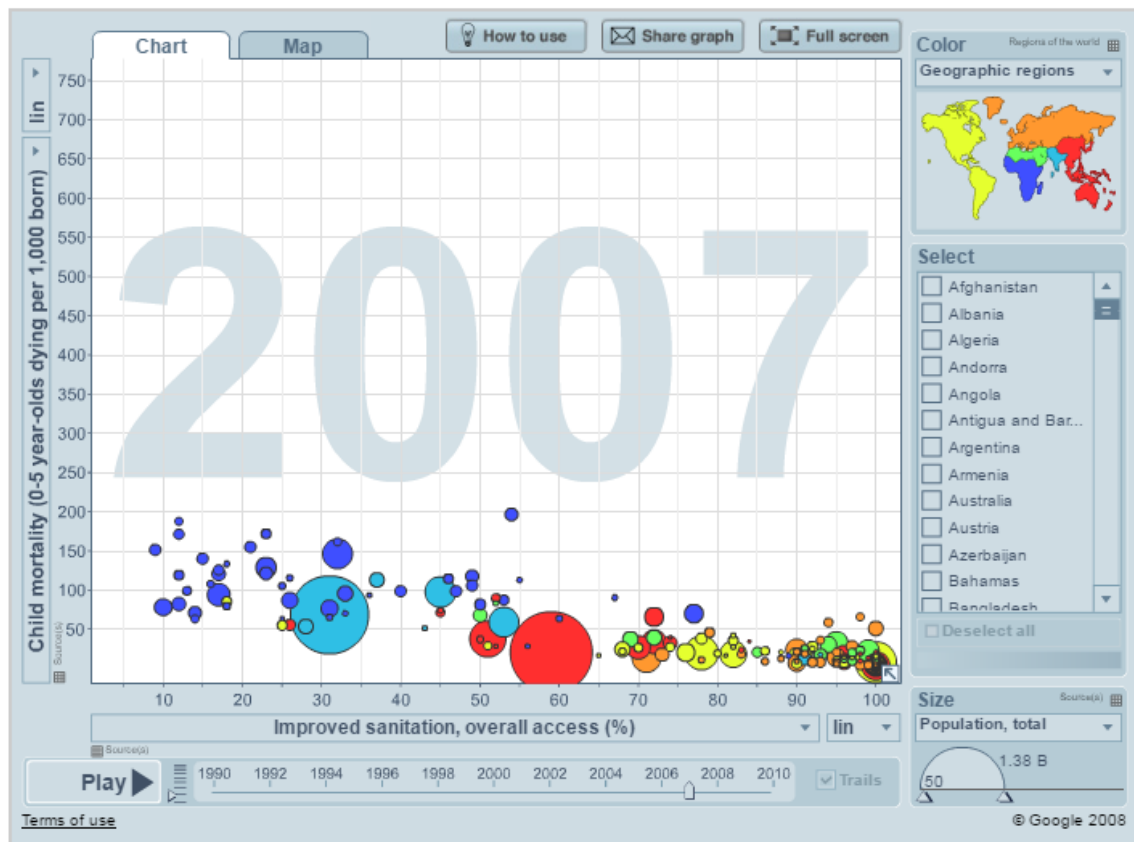 Chart
Map
How to use
Share graph
Full screen
Color
Regions of the world
Geographic regions
lin
Child mortality (0-5 year-olds dying per 1,000 born)
Source(s)
750
700
650
600
550
500
450
400
350
300
250
200
150
100
50
2007
10 20 30 40 50 60 70 80 90 100
Improved sanitation, overall access (%)
lin
Source(s)
Select
Afghanistan
Albania
Algeria
Andorra
Angola
Antigua and Bar...
Argentina
Armenia
Australia
Austria
Azerbaijan
Bahamas
Bangladesh
Deselect all
Size
Source(s)
Population, total
1.38 B
50
Play
1990 1992 1994 1996 1998 2000 2002 2004 2006 2008 2010
Trails
Terms of use
© Google 2008